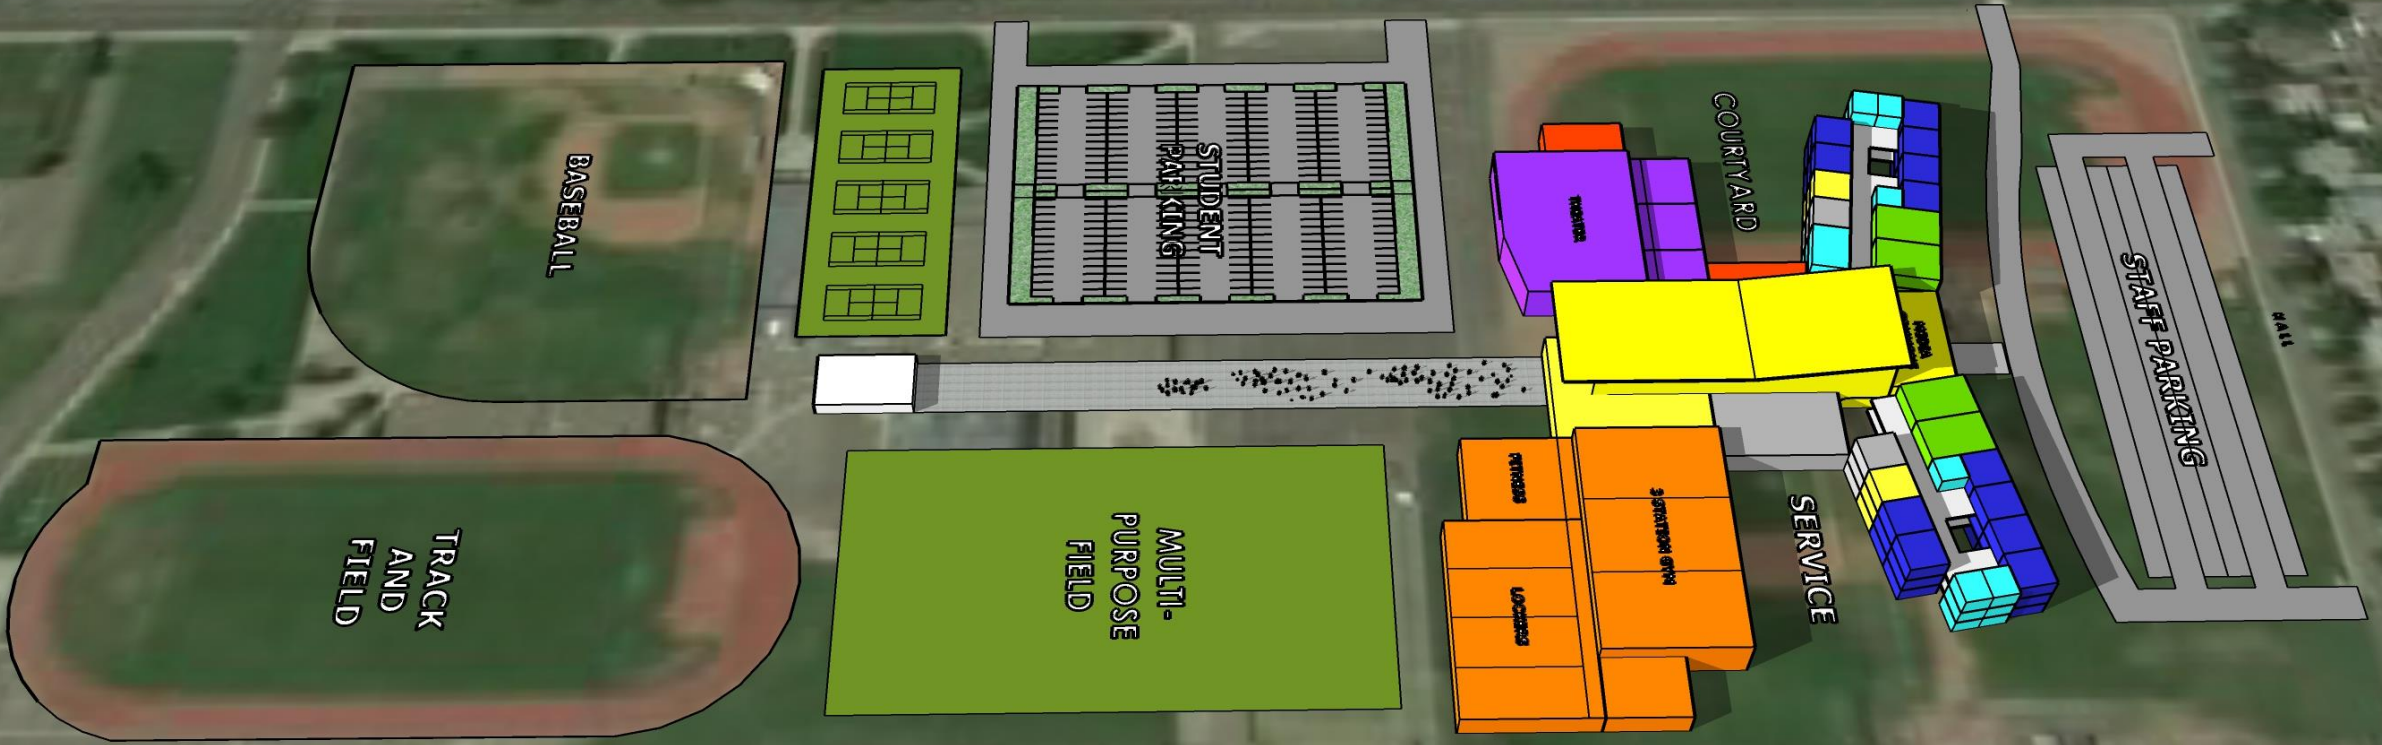 BASEBALL
STUDENT
PARKING
COURTYARD
THEATER
STAFF PARKING
TRACK
AND
FIELD
MULTI-
PURPOSE
FIELD
FITNESS
LOCKERS
3 STATION GYM
SERVICE